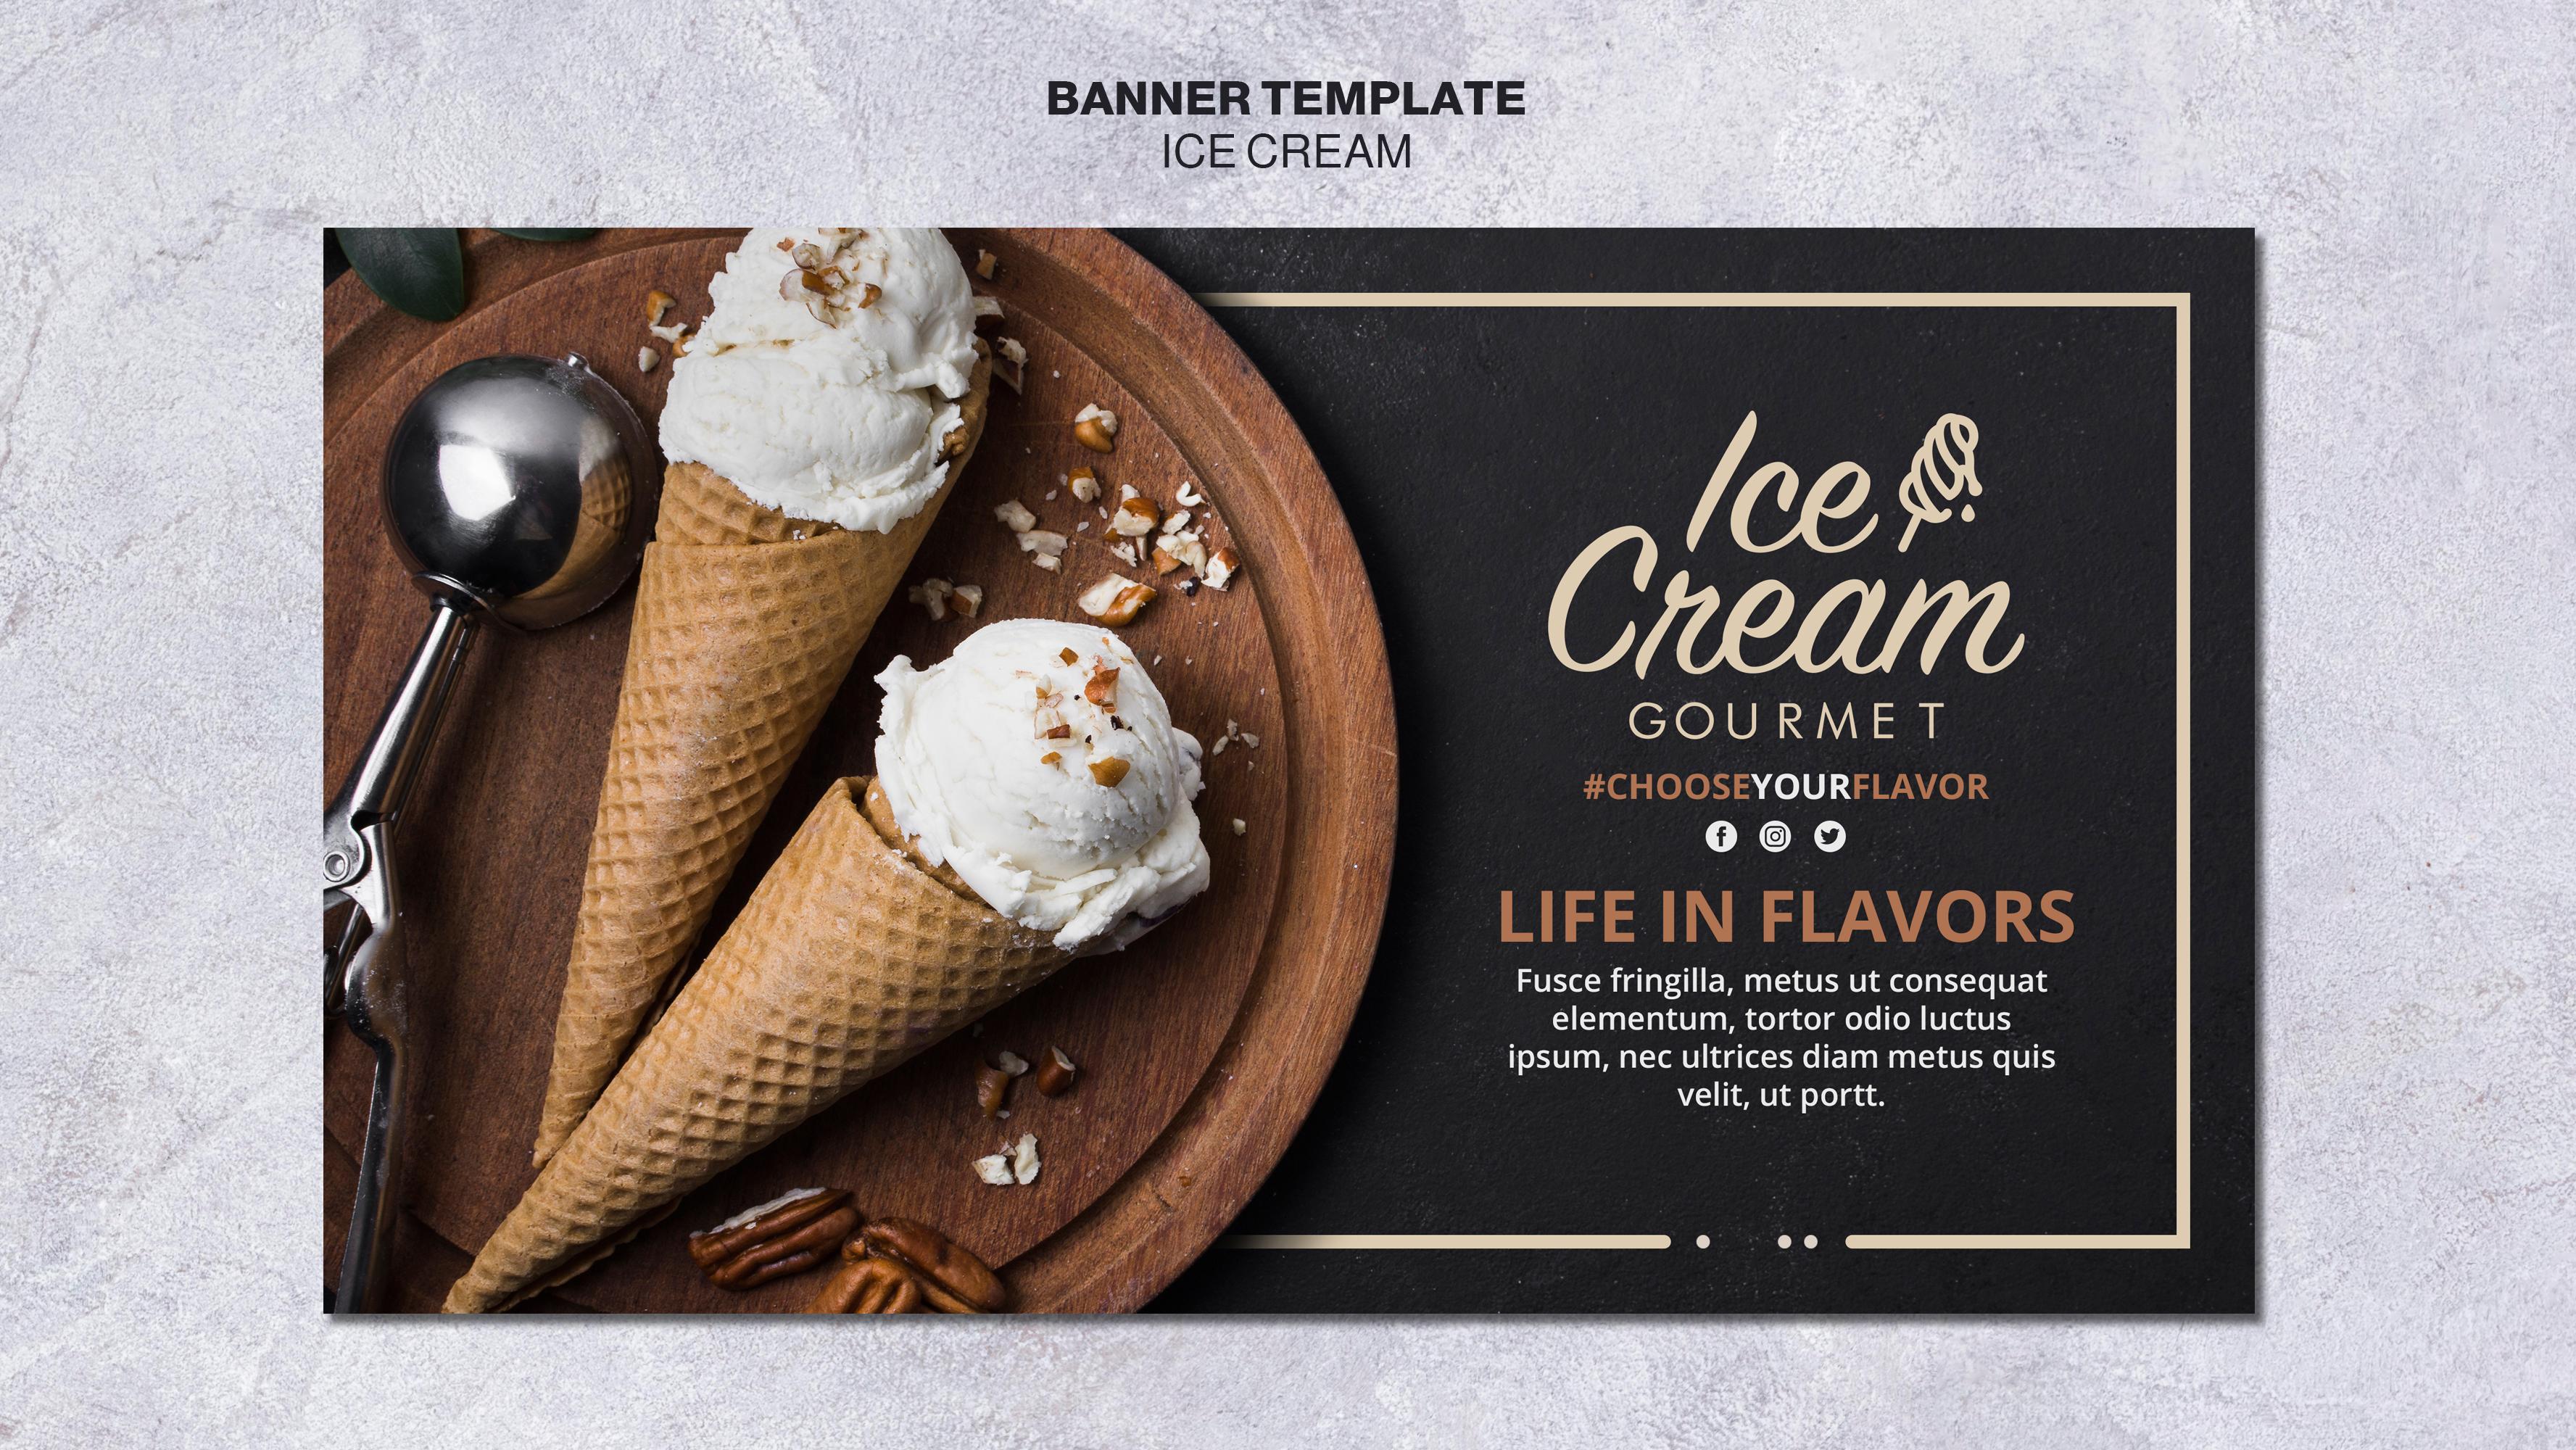 BANNER TEMPLATE
ICE CREAM
Ice
Cream
GOURMET
#CHOOSEYOURFLAVOR
LIFE IN FLAVORS
Fusce fringilla, metus ut consequat
elementum, tortor odio luctus
ipsum, nec ultrices diam metus quis
velit, ut portt.